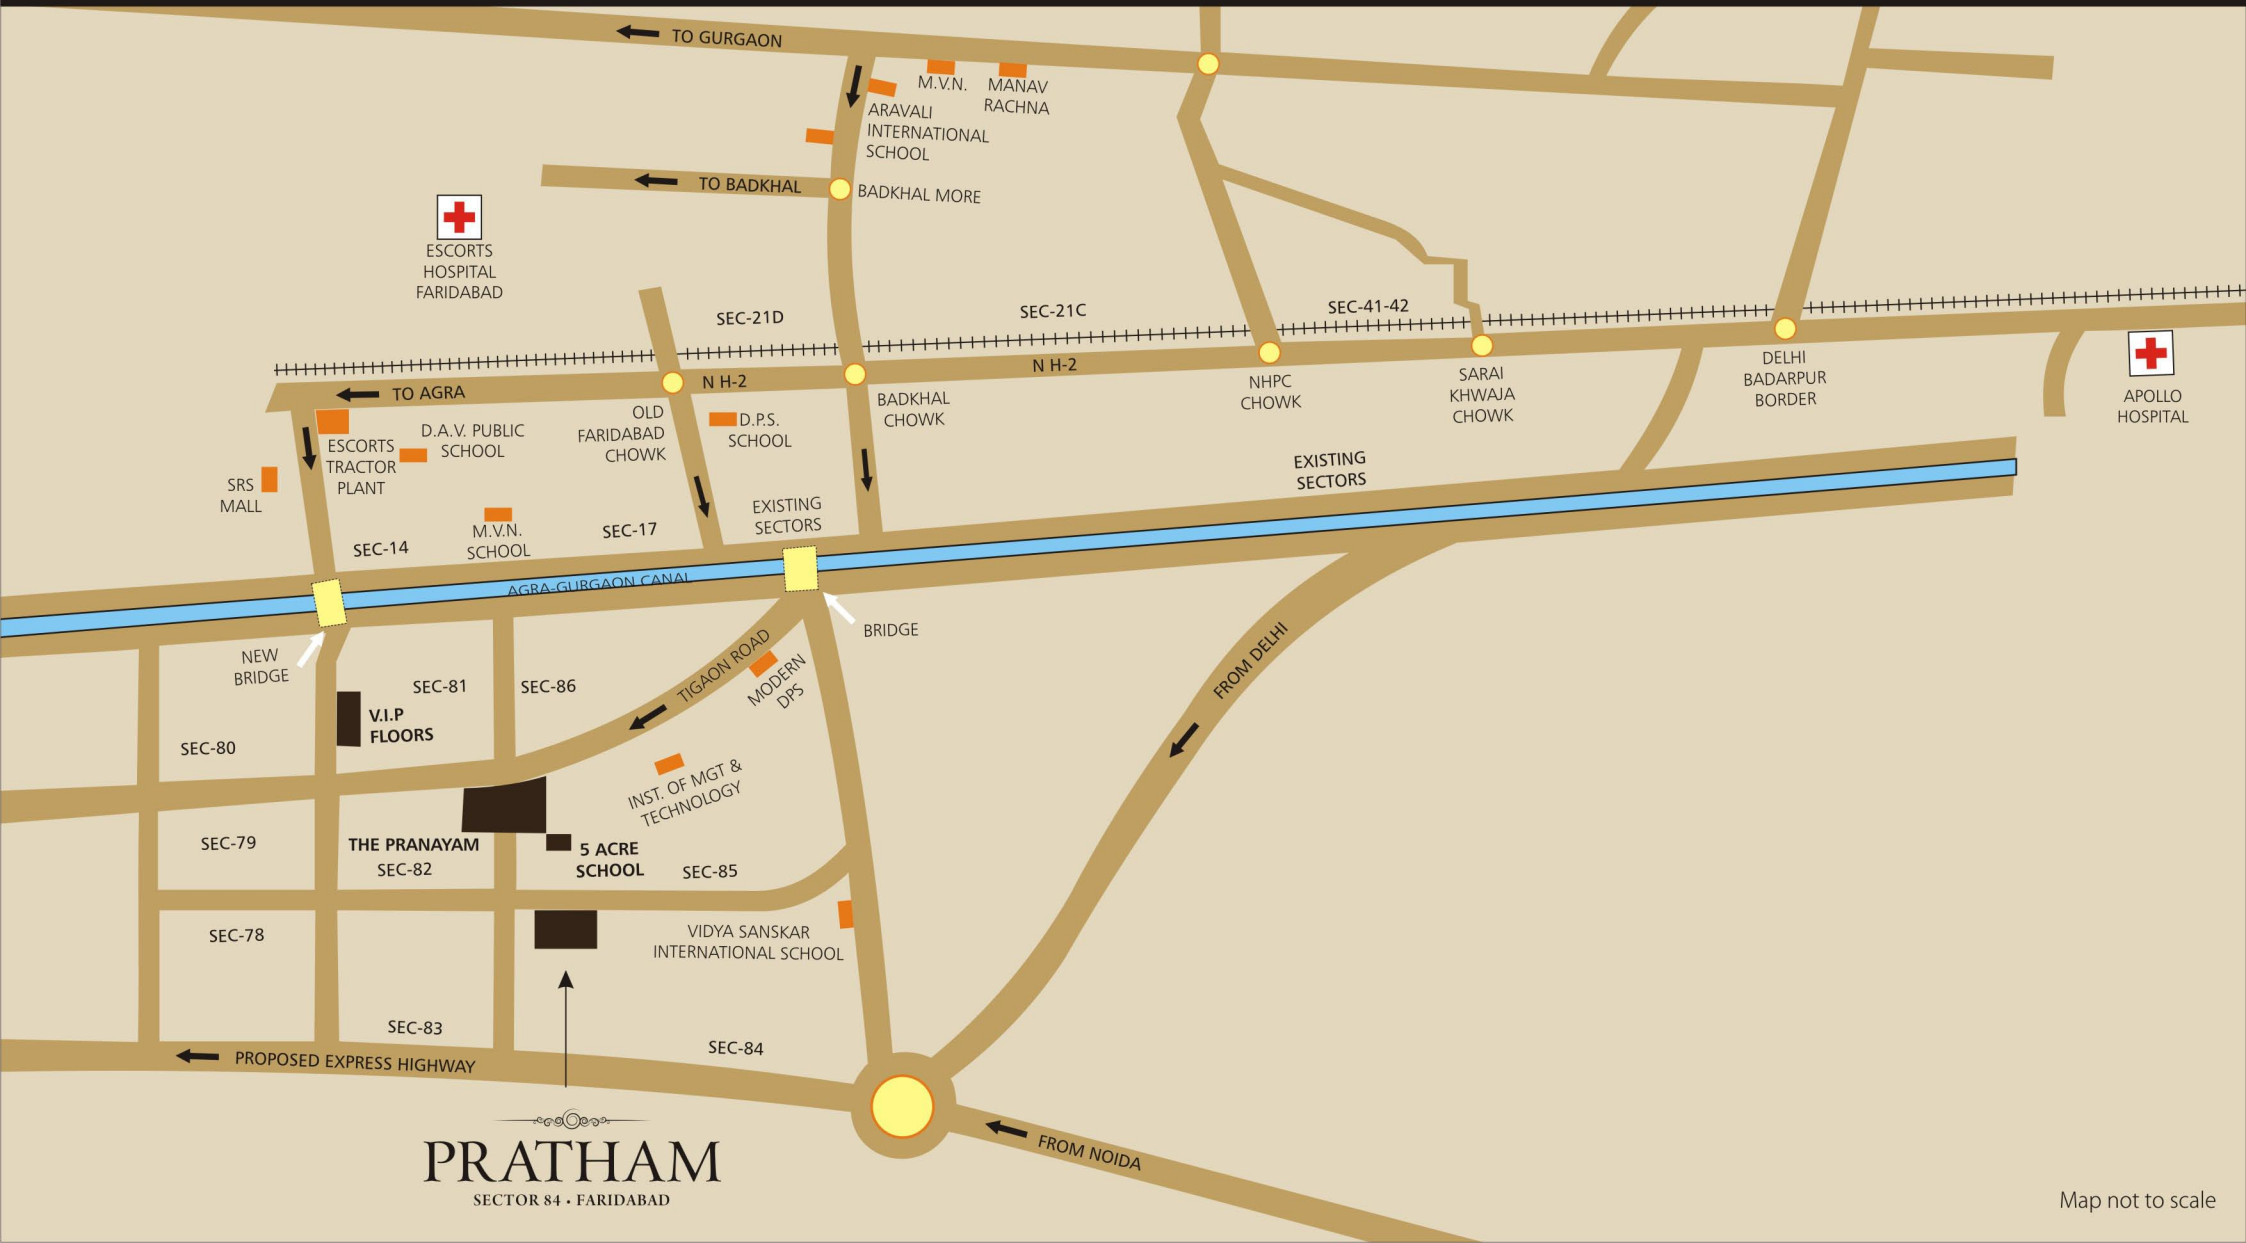 TO GURGAON
M.V.N.
MANAV
RACHNA
ARAVALI
INTERNATIONAL
SCHOOL
TO BADKHAL
BADKHAL MORE
ESCORTS
HOSPITAL
FARIDABAD
SEC-21D
SEC-21C
SEC-41-42
TO AGRA
N H-2
N H-2
OLD
FARIDABAD
CHOWK
D.P.S.
SCHOOL
BADKHAL
CHOWK
NHPC
CHOWK
SARAI
KHWAJA
CHOWK
DELHI
BADARPUR
BORDER
APOLLO
HOSPITAL
ESCORTS
TRACTOR
PLANT
D.A.V. PUBLIC
SCHOOL
SRS
MALL
M.V.N.
SCHOOL
SEC-14
SEC-17
EXISTING
SECTORS
EXISTING
SECTORS
AGRA-GURGAON CANAL
NEW
BRIDGE
BRIDGE
SEC-81
SEC-86
TIGAON ROAD
MODERN
DPS
FROM DELHI
V.I.P
FLOORS
SEC-80
INST. OF MGT &
TECHNOLOGY
SEC-79
THE PRANAYAM
SEC-82
5 ACRE
SCHOOL
SEC-85
SEC-78
VIDYA SANSKAR
INTERNATIONAL SCHOOL
SEC-83
SEC-84
PROPOSED EXPRESS HIGHWAY
FROM NOIDA
PRATHAM
SECTOR 84 • FARIDABAD
Map not to scale